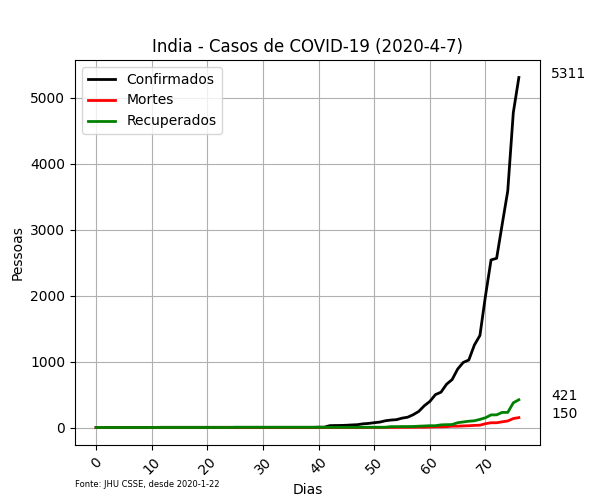 India - Casos de COVID-19 (2020-4-7)
Confirmados
Mortes
Recuperados
5311
421
150
5000
4000
3000
2000
1000
0
Pessoas
0
10
20
30
40
50
60
70
Dias
Fonte: JHU CSSE, desde 2020-1-22